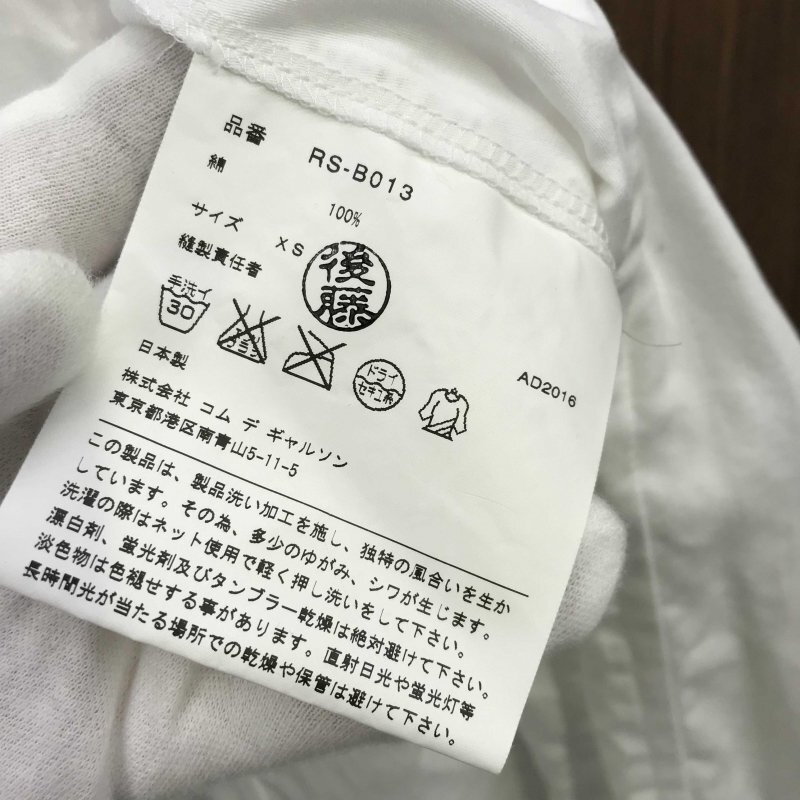 品番 RS-B013
綿 100%
サイズ XS
縫製責任者 後藤
手洗イ
30
ドライ
セキユ系
日本製
AD2016
株式会社 コム デ ギャルソン
東京都港区南青山5-11-5
この製品は、製品洗い加工を施し、独特の風合いを生か
しています。その為、多少のゆがみ、シワが生じます。
洗濯の際はネット使用で軽く押し洗いをして下さい。
漂白剤、蛍光剤及びタンブラー乾燥は絶対避けて下さい。
淡色物は色褪せする事があります。直射日光や蛍光灯等
長時間光が当たる場所での乾燥や保管は避けて下さい。